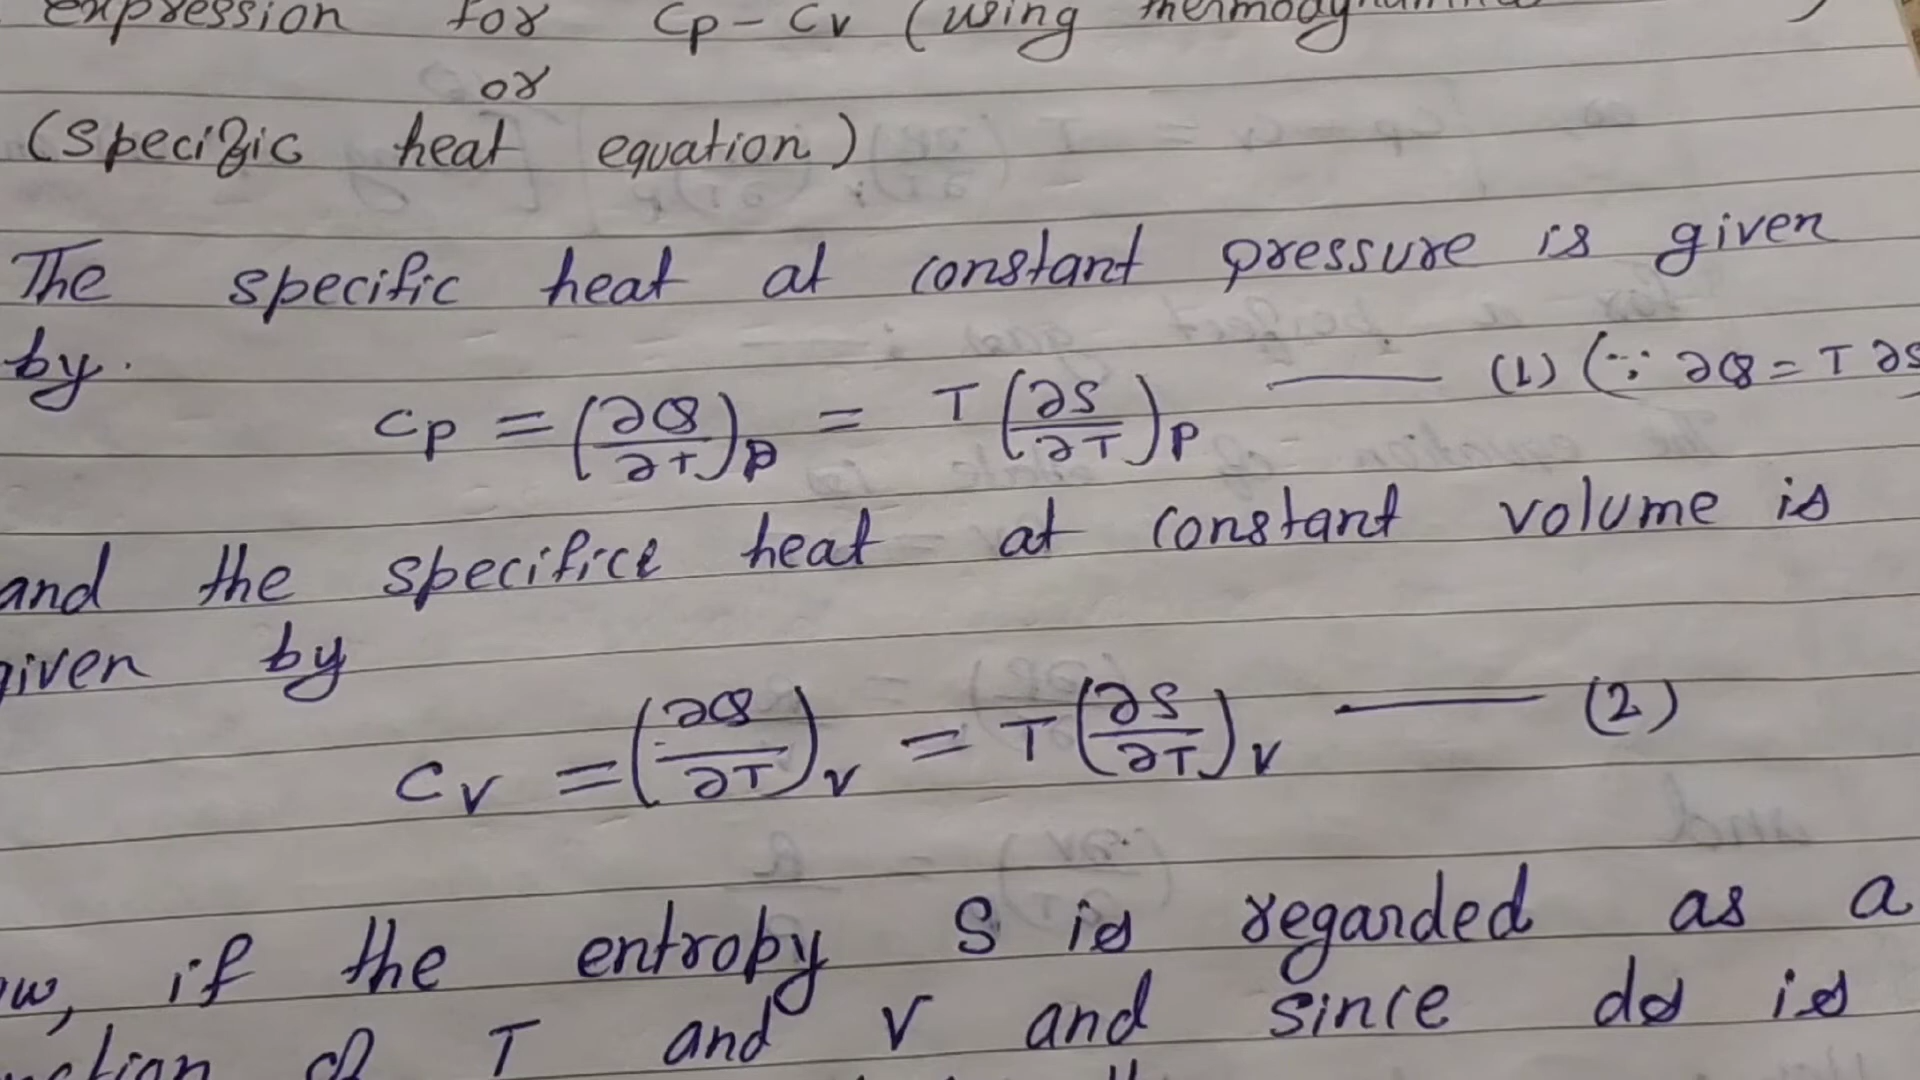 expression for Cp - Cv (using
or
(specific heat equation)
The specific heat at constant pressure is given
by.
Cp = (∂Q/∂T)P = T (∂S/∂T)P —— (1) (∵ ∂Q = T ∂S
and the specifice heat at constant volume is
given by
Cv = (∂Q/∂T)v = T (∂S/∂T)v —— (2)
if the entropy S is regarded as a
of T and V and since ds is